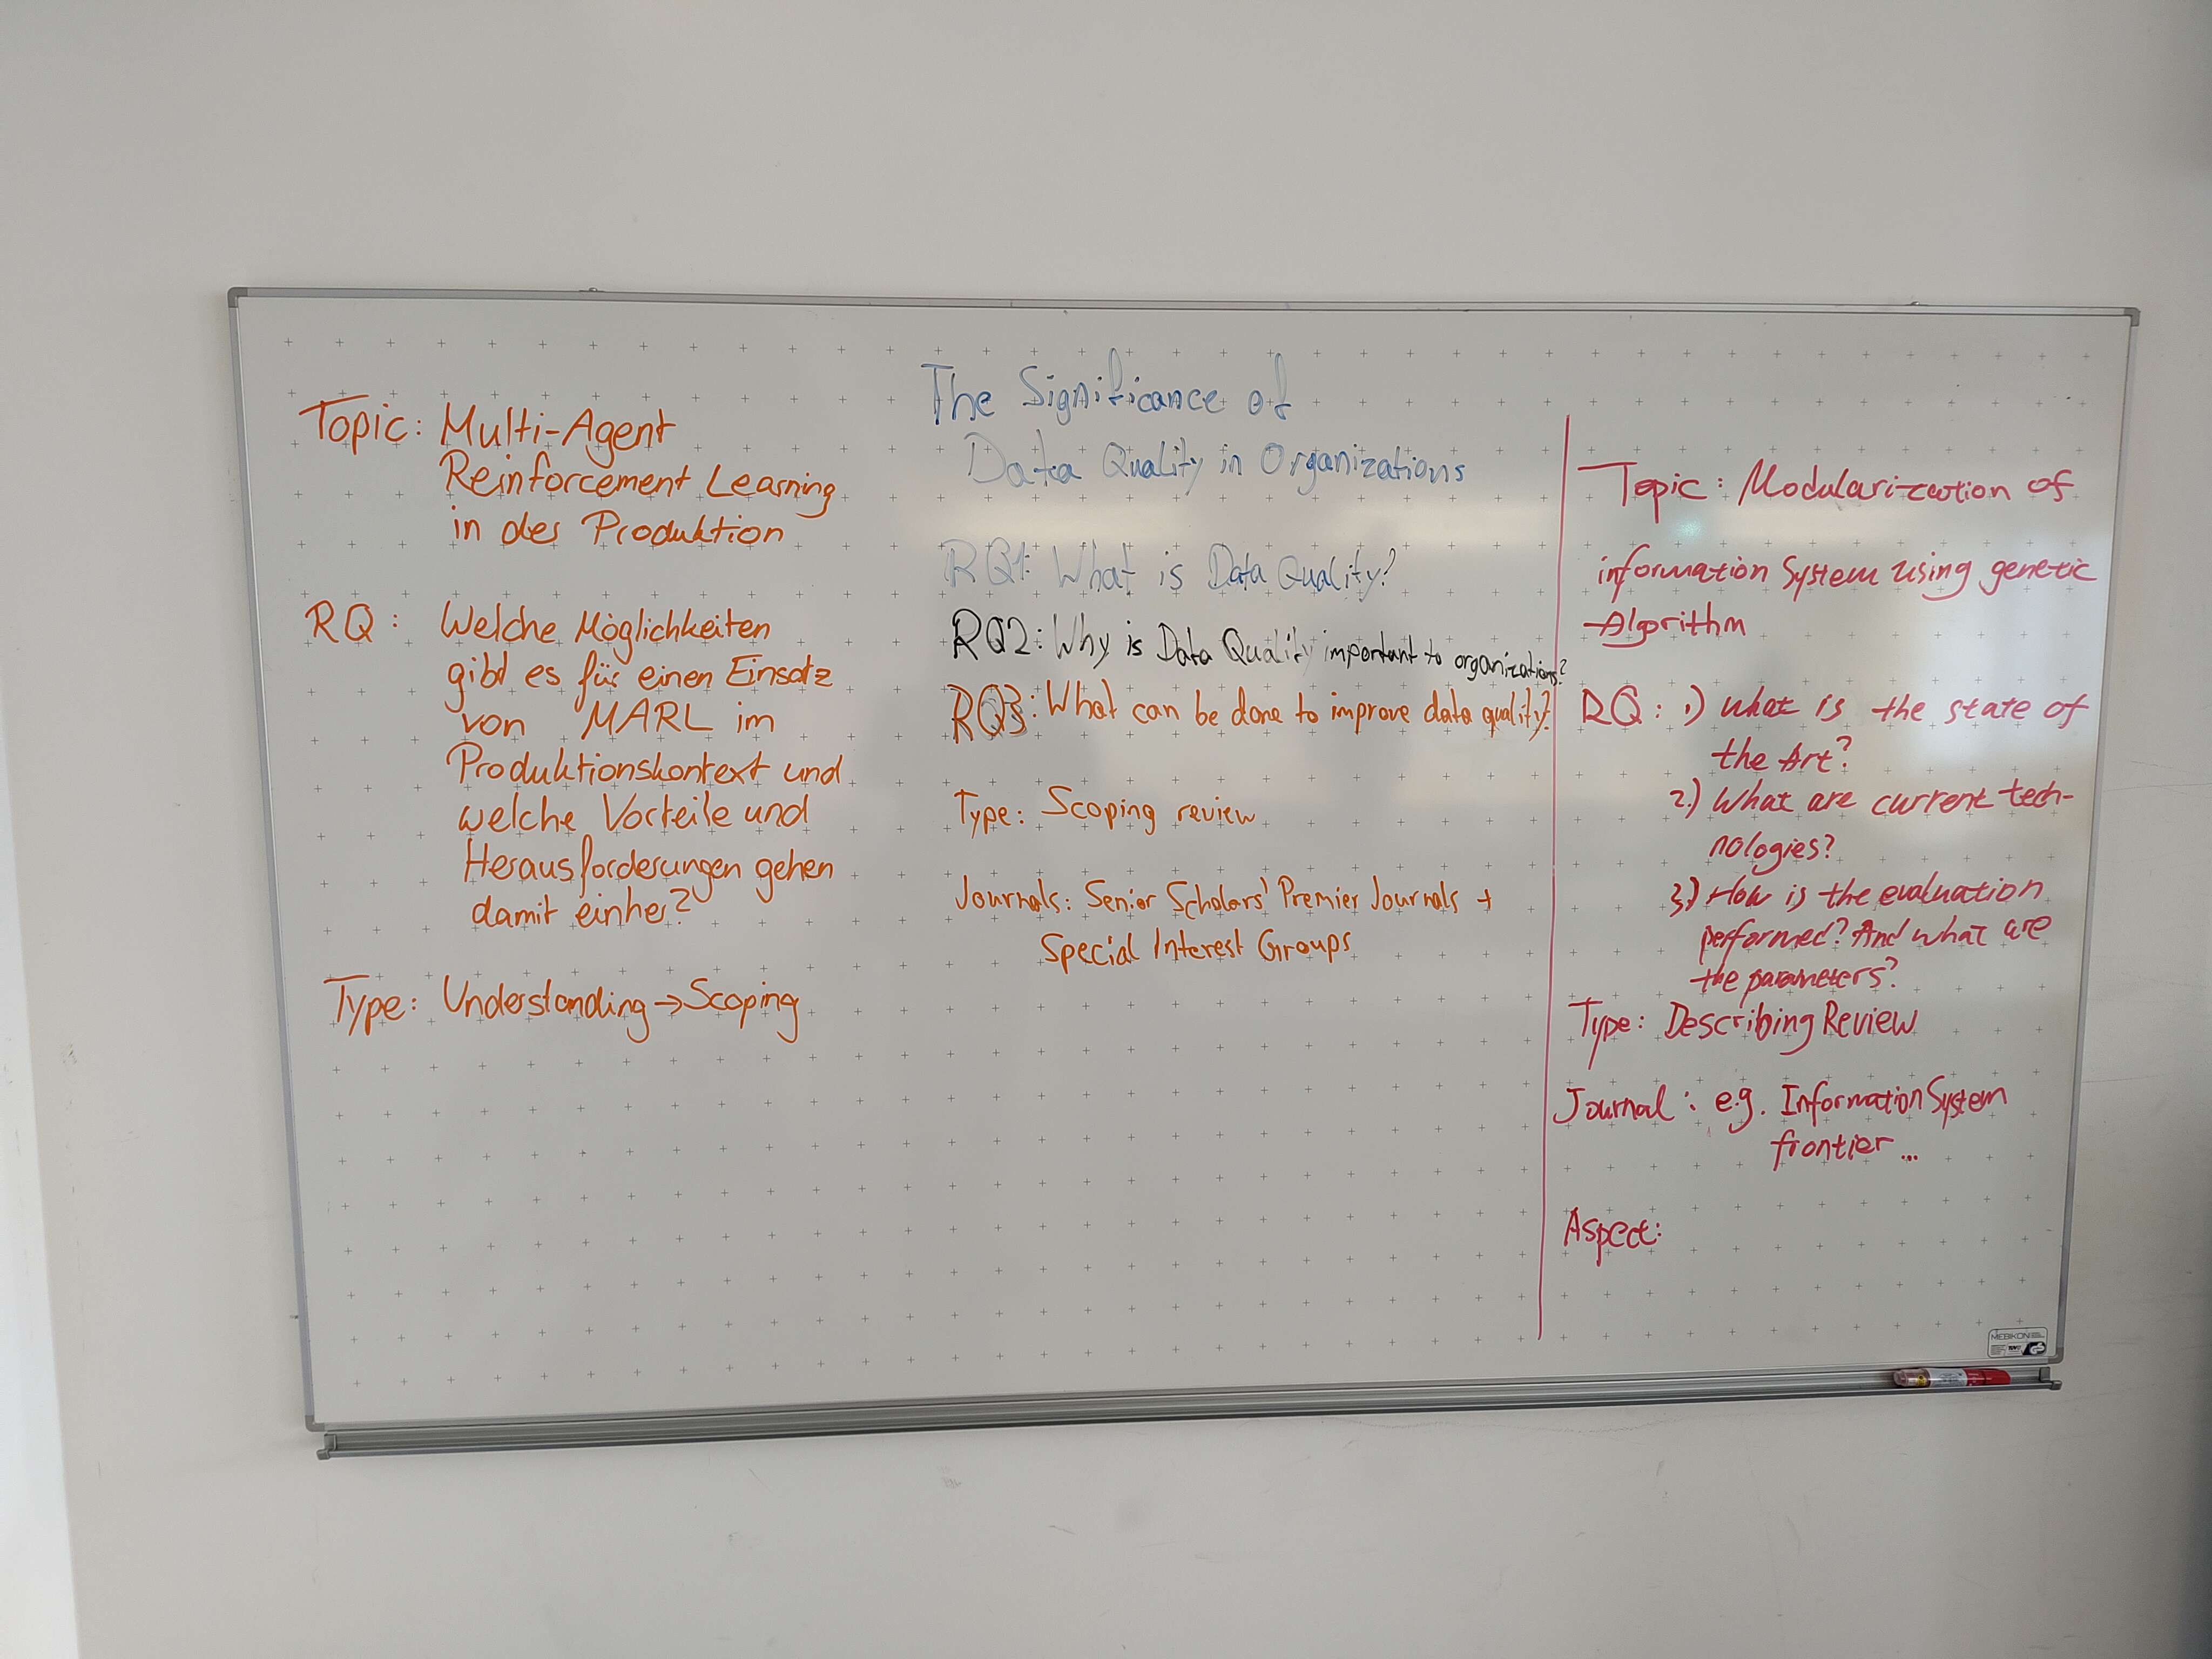 Topic: Multi-Agent
Reinforcement Learning
in der Produktion
RQ: Welche Möglichkeiten
gibt es für einen Einsatz
von MARL im
Produktionskontext und
welche Vorteile und
Herausforderungen gehen
damit einher?
Type: Understanding → Scoping
The Significance of
Data Quality in Organizations
RQ1: What is Data Quality?
RQ2: Why is Data Quality important to organizations?
RQ3: What can be done to improve data quality?
Type: Scoping review
Journals: Senior Scholars' Premier Journals +
Special Interest Groups
Topic: Modularization of
information System using genetic
Algorithm
RQ: 1) what is the state of
the Art?
2.) What are current tech-
nologies?
3.) How is the evaluation
performed? And what are
the parameters?
Type: Describing Review
Journal: e.g. Information System
frontier ...
Aspect:
MEBIKON